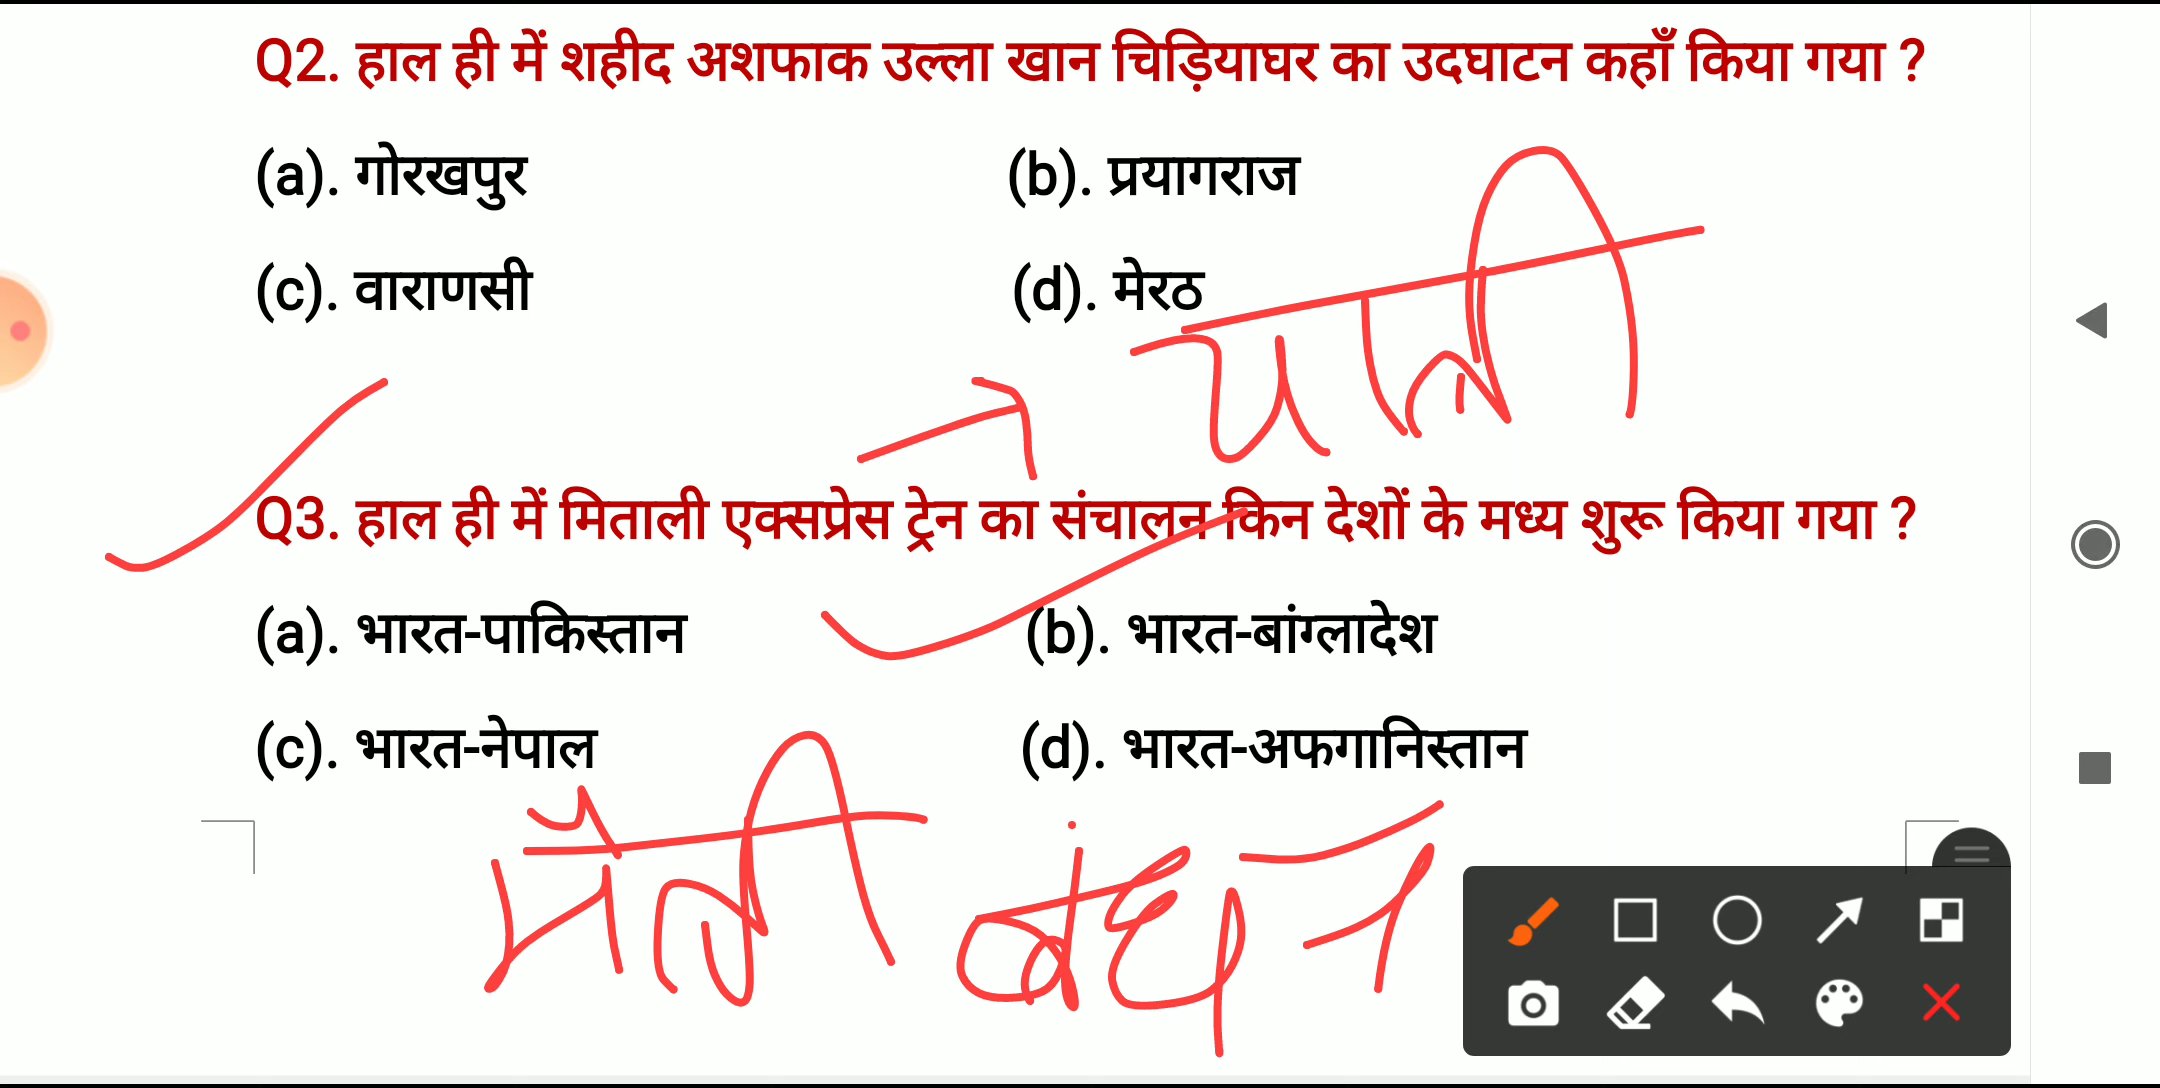 Q2. हाल ही में शहीद अशफाक उल्ला खान चिड़ियाघर का उदघाटन कहाँ किया गया ?
(a). गोरखपुर (b). प्रयागराज
(c). वाराणसी (d). मेरठ
Q3. हाल ही में मिताली एक्सप्रेस ट्रेन का संचालन किन देशों के मध्य शुरू किया गया ?
(a). भारत-पाकिस्तान (b). भारत-बांग्लादेश
(c). भारत-नेपाल (d). भारत-अफगानिस्तान
मैत्री बंधन